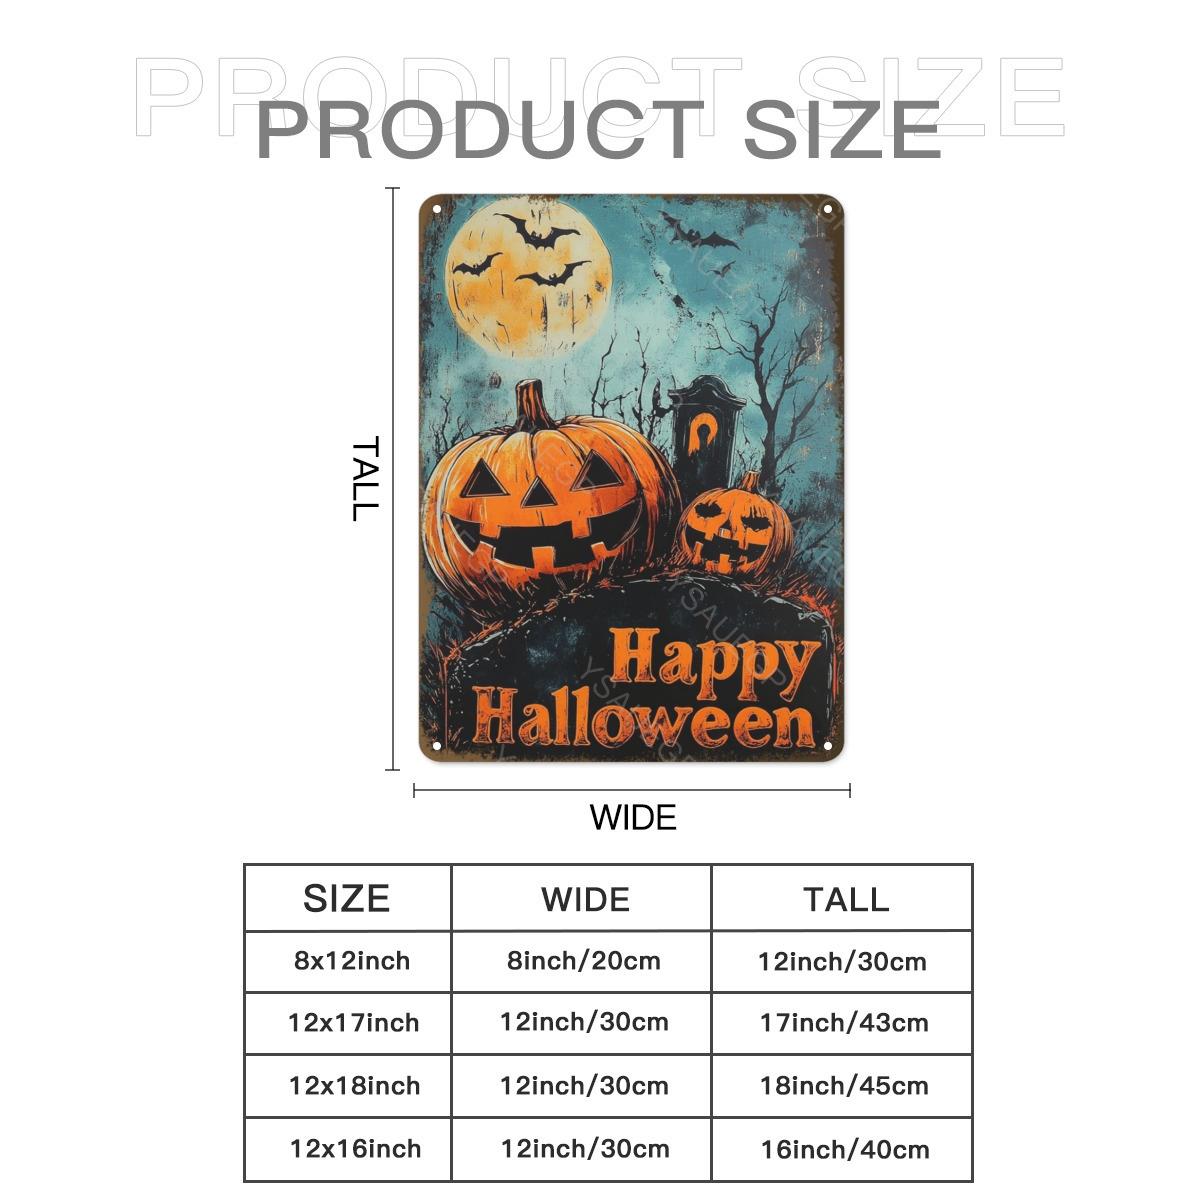 PRODUCT SIZE
PRODUCT SIZE
TALL
Happy
Halloween
YSAUEGP
WIDE
SIZE WIDE TALL
8x12inch 8inch/20cm 12inch/30cm
12x17inch 12inch/30cm 17inch/43cm
12x18inch 12inch/30cm 18inch/45cm
12x16inch 12inch/30cm 16inch/40cm